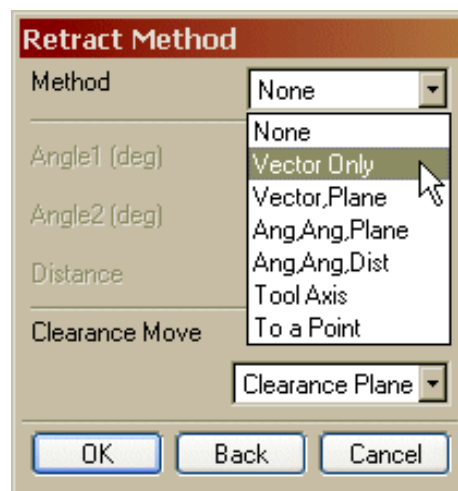 Retract Method
Method
None
None
Vector Only
Vector,Plane
Ang,Ang,Plane
Ang,Ang,Dist
Tool Axis
To a Point
Angle1 (deg)
Angle2 (deg)
Distance
Clearance Move
Clearance Plane
OK Back Cancel